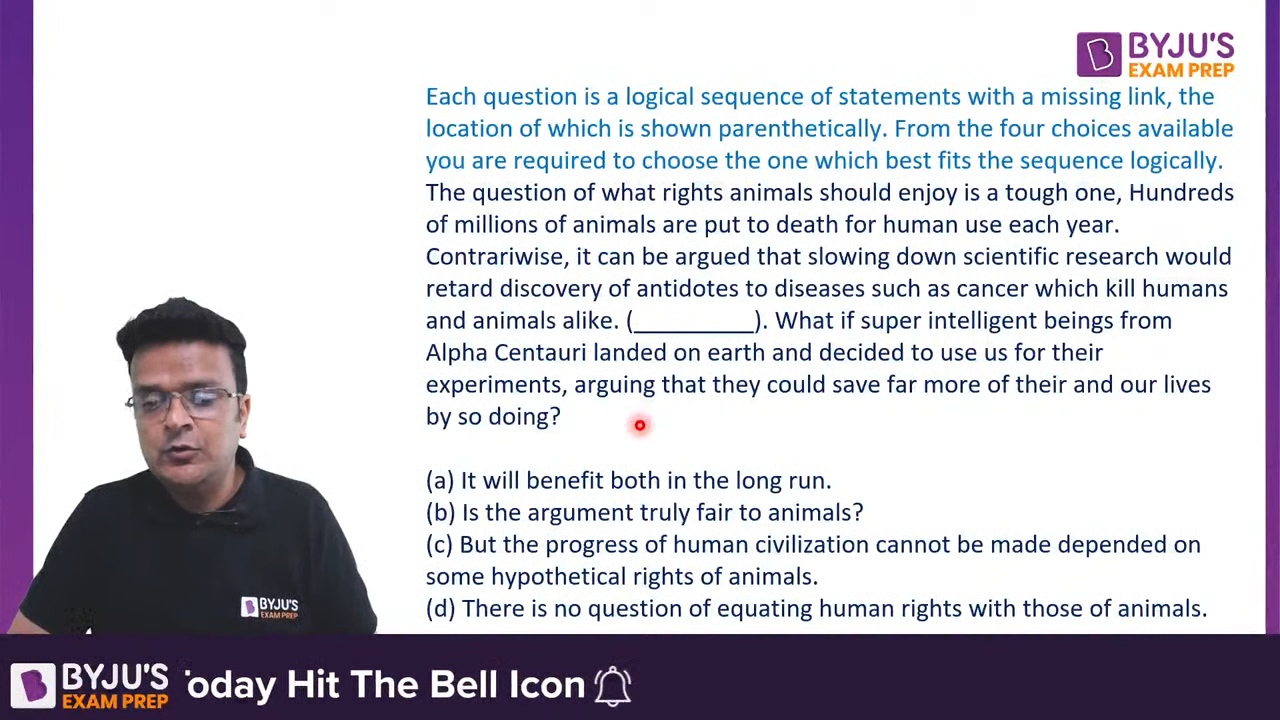 BYJU'S
EXAM PREP
Each question is a logical sequence of statements with a missing link, the
location of which is shown parenthetically. From the four choices available
you are required to choose the one which best fits the sequence logically.
The question of what rights animals should enjoy is a tough one, Hundreds
of millions of animals are put to death for human use each year.
Contrariwise, it can be argued that slowing down scientific research would
retard discovery of antidotes to diseases such as cancer which kill humans
and animals alike. (_________). What if super intelligent beings from
Alpha Centauri landed on earth and decided to use us for their
experiments, arguing that they could save far more of their and our lives
by so doing?
(a) It will benefit both in the long run.
(b) Is the argument truly fair to animals?
(c) But the progress of human civilization cannot be made depended on
some hypothetical rights of animals.
(d) There is no question of equating human rights with those of animals.
BYJU'S
EXAM PREP
BYJU'S
EXAM PREP
oday Hit The Bell Icon